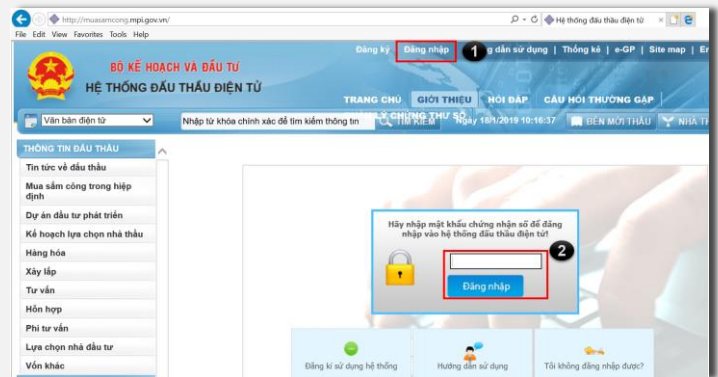 http://muasamcong.mpi.gov.vn/
Hệ thống đấu thầu điện tử
File Edit View Favorites Tools Help
Đăng ký | Đăng nhập 1 g dẫn sử dụng | Thống kê | e-GP | Site map | En
BỘ KẾ HOẠCH VÀ ĐẦU TƯ
HỆ THỐNG ĐẤU THẦU ĐIỆN TỬ
TRANG CHỦ GIỚI THIỆU HỎI ĐÁP CÂU HỎI THƯỜNG GẶP
CHỨNG THƯ SỐ
Văn bản điện tử Nhập từ khóa chính xác để tìm kiếm thông tin TÌM KIẾM Ngày 18/1/2019 10:16:37 BÊN MỜI THẦU NHÀ TH
THÔNG TIN ĐẤU THẦU
Tin tức về đấu thầu
Mua sắm công trong hiệp
định
Dự án đầu tư phát triển
Kế hoạch lựa chọn nhà thầu
Hàng hóa
Xây lắp
Tư vấn
Hỗn hợp
Phi tư vấn
Lựa chọn nhà đầu tư
Vốn khác
Hãy nhập mật khẩu chứng nhận số để đăng
nhập vào hệ thống đấu thầu điện tử!
2
Đăng nhập
Đăng kí sử dụng hệ thống
Hướng dẫn sử dụng
Tôi không đăng nhập được?